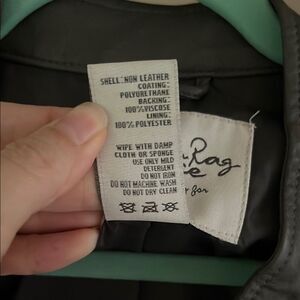 SHELL: NON LEATHER
COATING:
POLYURETHANE
BACKING:
100% VISCOSE
LINING:
100% POLYESTER
WIPE WITH DAMP
CLOTH OR SPONGE
USE ONLY MILD
DETERGENT
DO NOT IRON
DO NOT MACHINE WASH
DO NOT DRY CLEAN
Rag
for